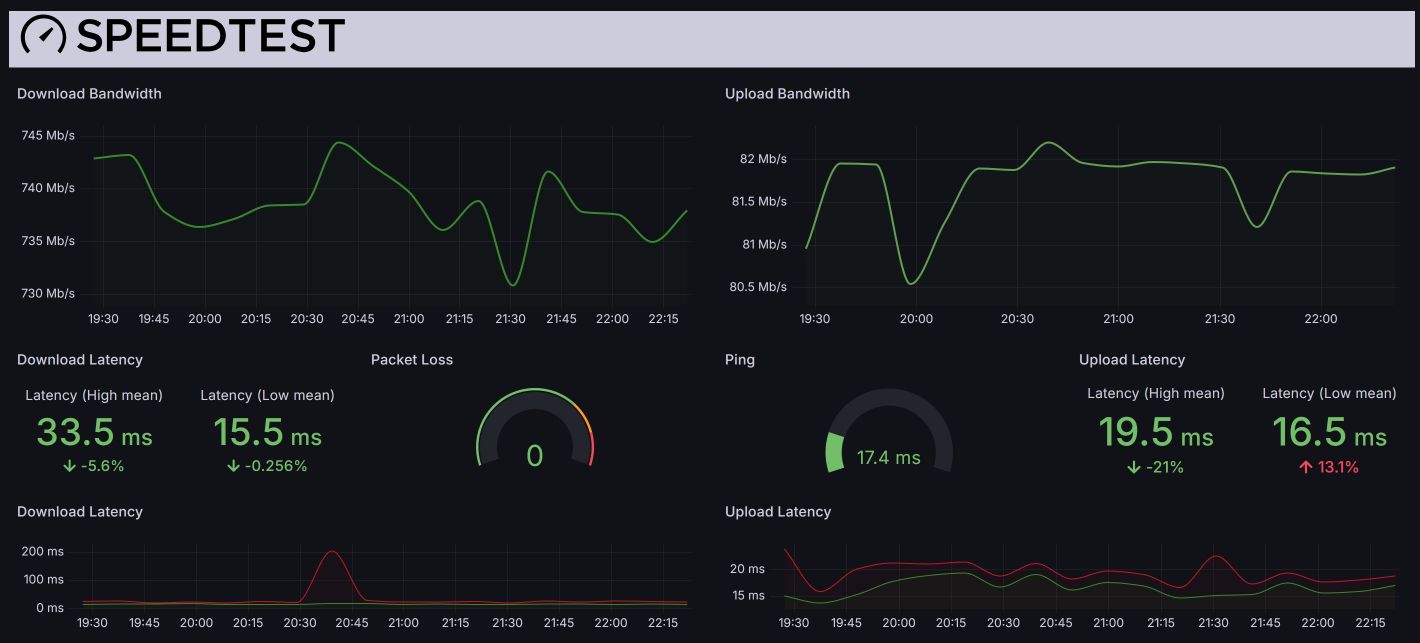 SPEEDTEST
Download Bandwidth
745 Mb/s
740 Mb/s
735 Mb/s
730 Mb/s
19:30 19:45 20:00 20:15 20:30 20:45 21:00 21:15 21:30 21:45 22:00 22:15
Upload Bandwidth
82 Mb/s
81.5 Mb/s
81 Mb/s
80.5 Mb/s
19:30 20:00 20:30 21:00 21:30 22:00
Download Latency
Latency (High mean) Latency (Low mean)
33.5 ms 15.5 ms
↓ -5.6% ↓ -0.256%
Packet Loss
0
Ping
17.4 ms
Upload Latency
Latency (High mean) Latency (Low mean)
19.5 ms 16.5 ms
↓ -21% ↑ 13.1%
Download Latency
200 ms
100 ms
0 ms
19:30 19:45 20:00 20:15 20:30 20:45 21:00 21:15 21:30 21:45 22:00 22:15
Upload Latency
20 ms
15 ms
19:30 19:45 20:00 20:15 20:30 20:45 21:00 21:15 21:30 21:45 22:00 22:15